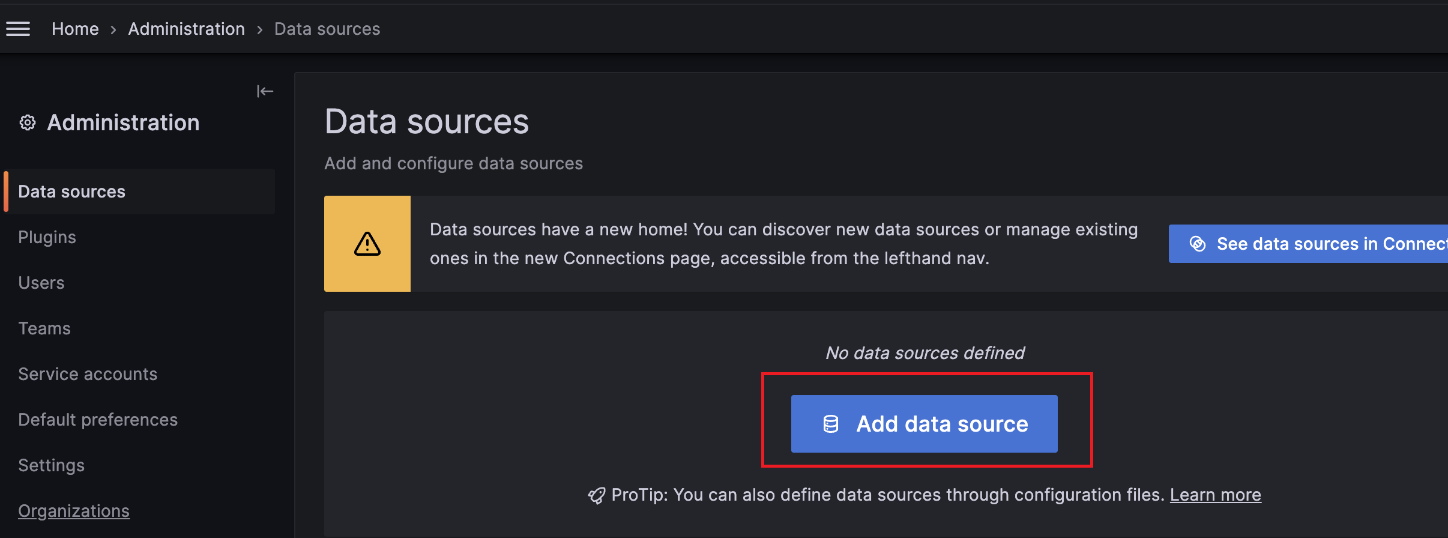 Home › Administration › Data sources
Administration
Data sources
Plugins
Users
Teams
Service accounts
Default preferences
Settings
Organizations
Data sources
Add and configure data sources
Data sources have a new home! You can discover new data sources or manage existing
ones in the new Connections page, accessible from the lefthand nav.
See data sources in Connect
No data sources defined
Add data source
ProTip: You can also define data sources through configuration files. Learn more